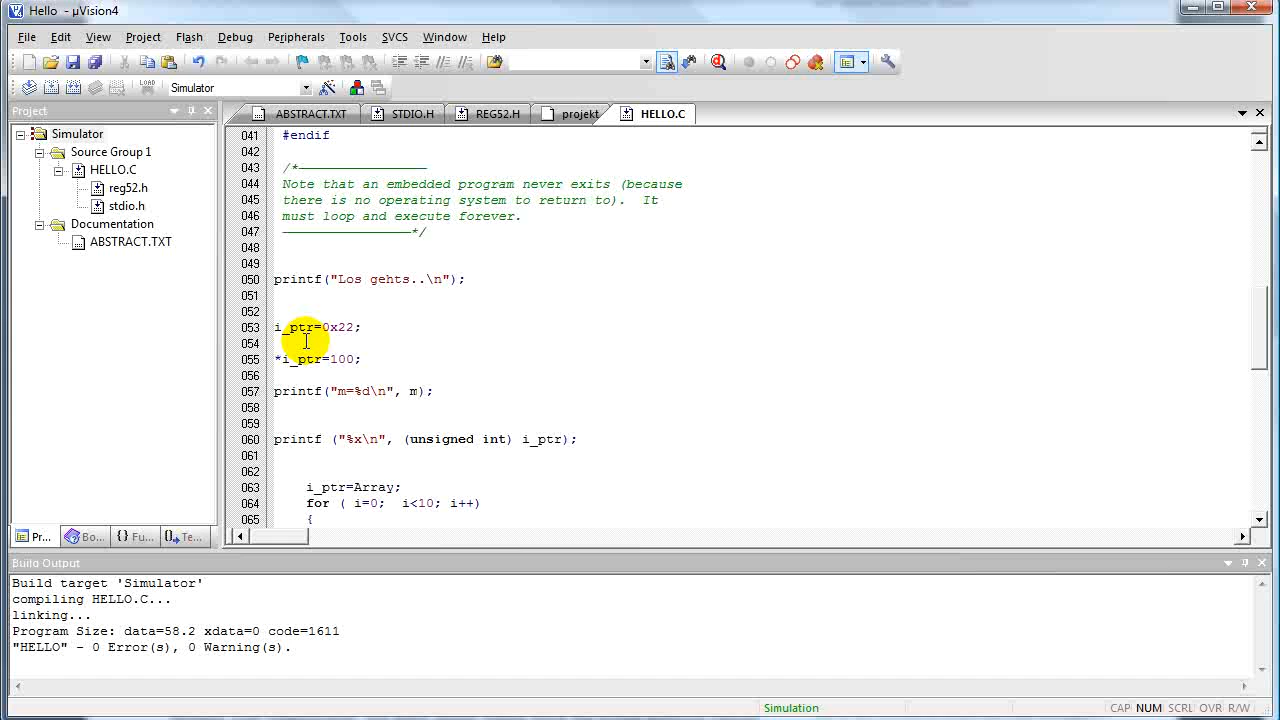 Hello - µVision4
File Edit View Project Flash Debug Peripherals Tools SVCS Window Help
LOAD Simulator
Project
Simulator
Source Group 1
HELLO.C
reg52.h
stdio.h
Documentation
ABSTRACT.TXT
Pr... Bo... {} Fu... Te...
ABSTRACT.TXT STDIO.H REG52.H projekt HELLO.C
041 #endif
042
043 /*------------------
044 Note that an embedded program never exits (because
045 there is no operating system to return to).  It
046 must loop and execute forever.
047 ------------------*/
048
049
050 printf("Los gehts..\n");
051
052
053 i_ptr=0x22;
054
055 *i_ptr=100;
056
057 printf("m=%d\n", m);
058
059
060 printf ("%x\n", (unsigned int) i_ptr);
061
062
063 i_ptr=Array;
064 for ( i=0;  i<10; i++)
065 {
Build Output
Build target 'Simulator'
compiling HELLO.C...
linking...
Program Size: data=58.2 xdata=0 code=1611
"HELLO" - 0 Error(s), 0 Warning(s).
Simulation CAP NUM SCRL OVR R/W